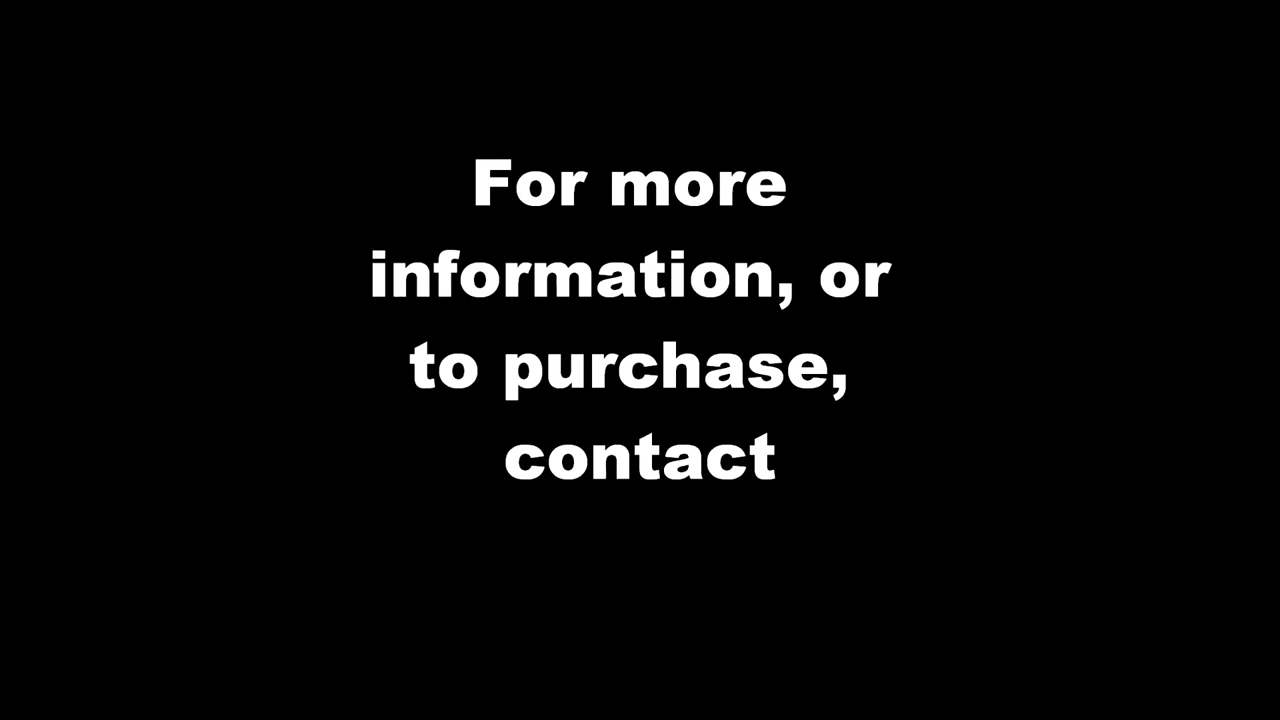 For more
information, or
to purchase,
contact